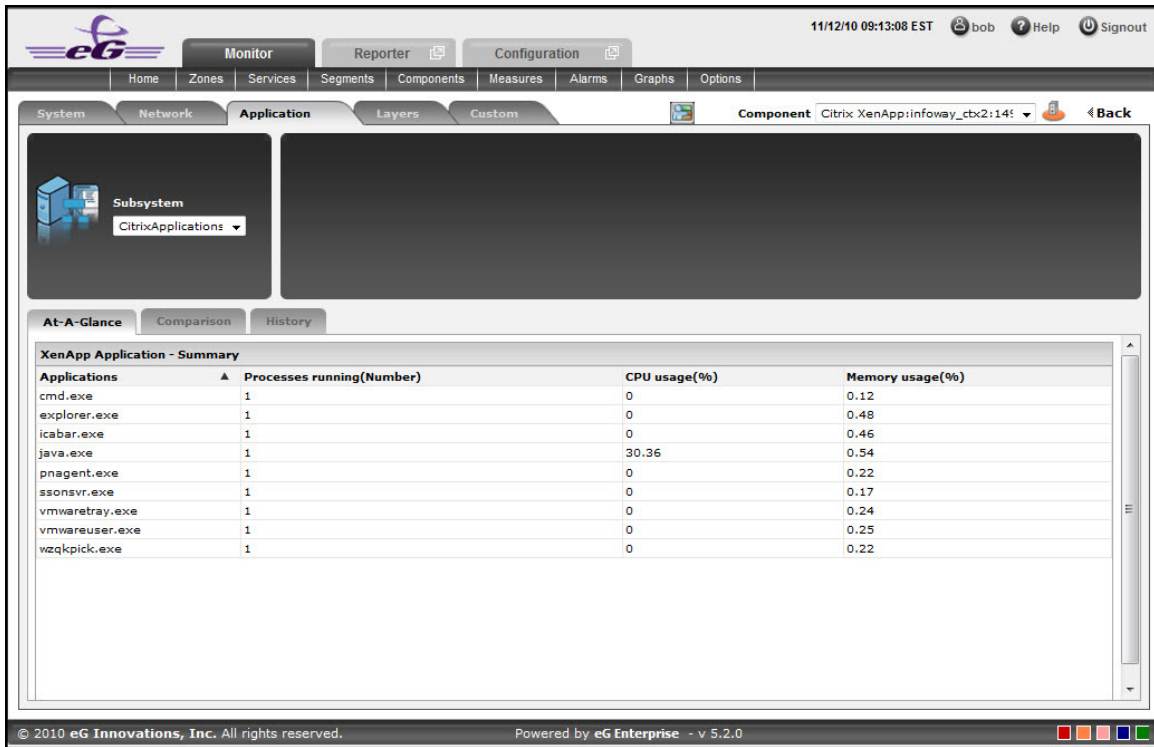 11/12/10 09:13:08 EST bob Help Signout
eG
Monitor Reporter Configuration
Home Zones Services Segments Components Measures Alarms Graphs Options
System Network Application Layers Custom Component Citrix XenApp:infoway_ctx2:149 Back
Subsystem
CitrixApplications
At-A-Glance Comparison History
XenApp Application - Summary
Applications Processes running(Number) CPU usage(%) Memory usage(%)
cmd.exe 1 0 0.12
explorer.exe 1 0 0.48
icabar.exe 1 0 0.46
java.exe 1 30.36 0.54
pnagent.exe 1 0 0.22
ssonsvr.exe 1 0 0.17
vmwaretray.exe 1 0 0.24
vmwareuser.exe 1 0 0.25
wzqkpick.exe 1 0 0.22
© 2010 eG Innovations, Inc. All rights reserved. Powered by eG Enterprise - v 5.2.0